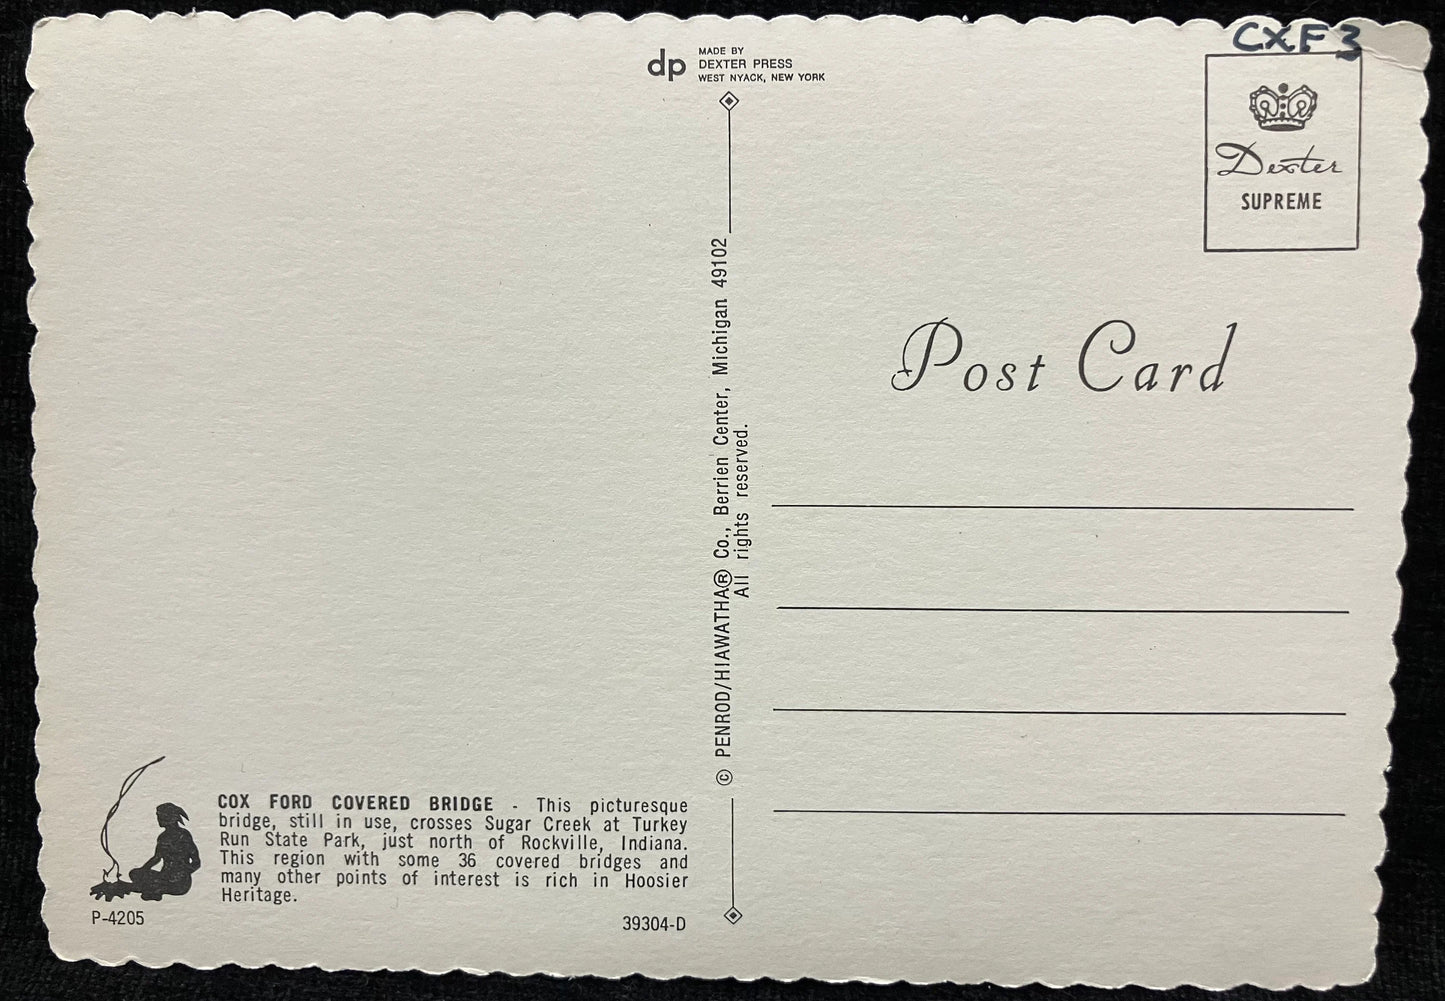 CXF3
dp
MADE BY
DEXTER PRESS
WEST NYACK, NEW YORK
Dexter
SUPREME
Post Card
© PENROD/HIAWATHA® Co., Berrien Center, Michigan 49102
All rights reserved.
COX FORD COVERED BRIDGE - This picturesque
bridge, still in use, crosses Sugar Creek at Turkey
Run State Park, just north of Rockville, Indiana.
This region with some 36 covered bridges and
many other points of interest is rich in Hoosier
Heritage.
P-4205
39304-D